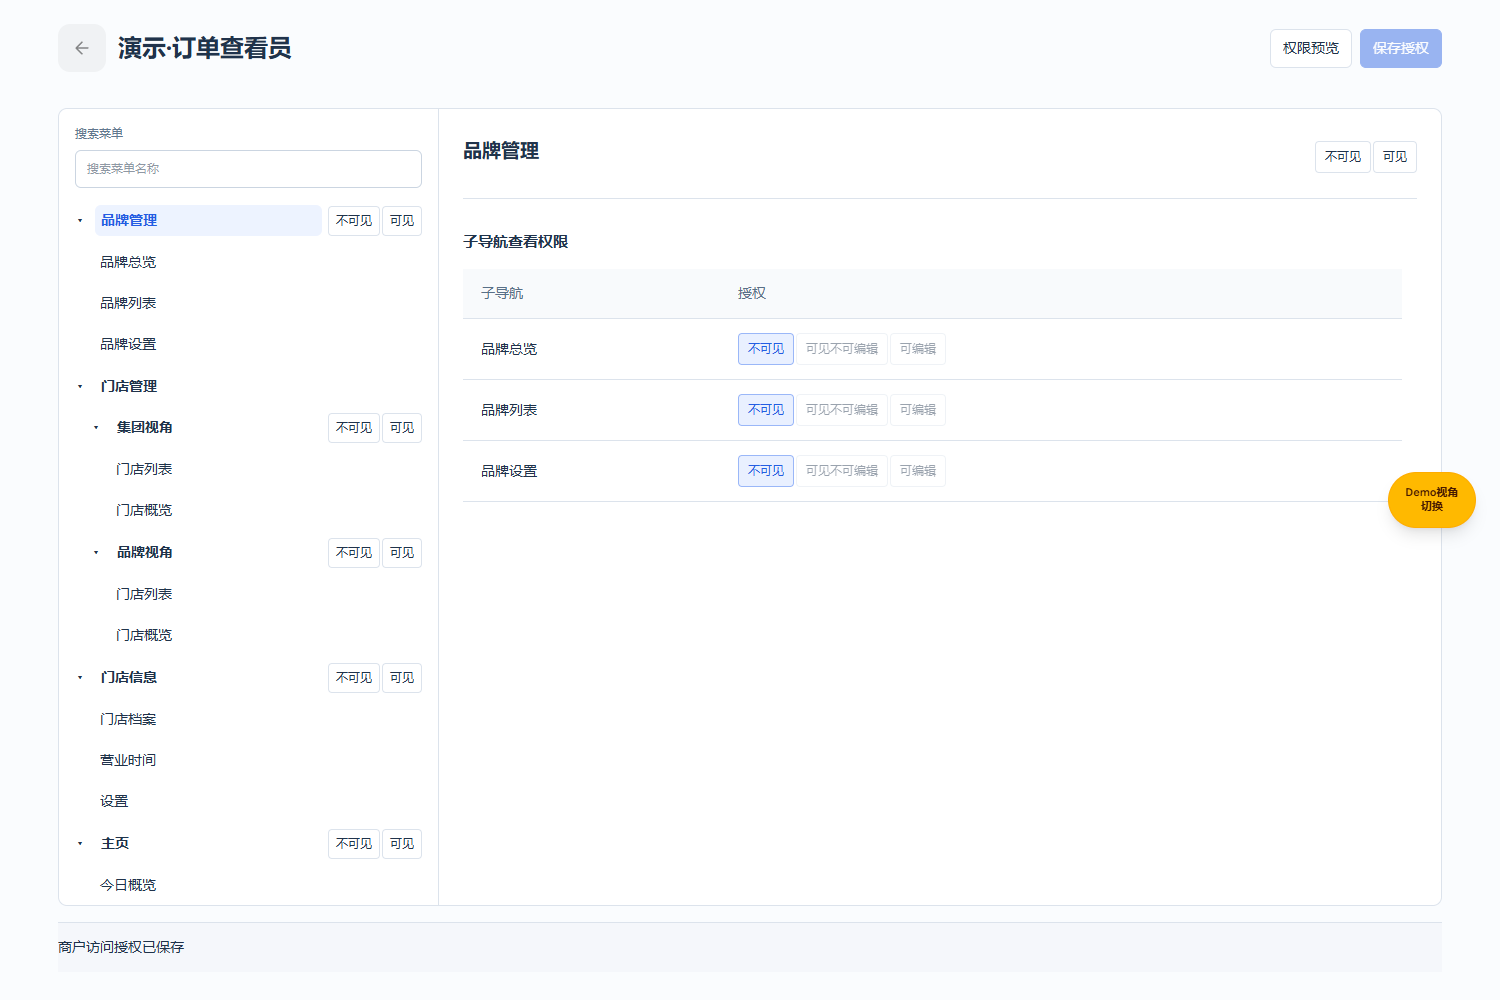 演示·订单查看员
权限预览
保存授权
搜索菜单
搜索菜单名称
品牌管理
不可见
可见
品牌总览
品牌列表
品牌设置
门店管理
集团视角
不可见
可见
门店列表
门店概览
品牌视角
不可见
可见
门店列表
门店概览
门店信息
不可见
可见
门店档案
营业时间
设置
主页
不可见
可见
今日概览
品牌管理
不可见
可见
子导航查看权限
子导航
授权
品牌总览
不可见
可见不可编辑
可编辑
品牌列表
不可见
可见不可编辑
可编辑
品牌设置
不可见
可见不可编辑
可编辑
Demo视角
切换
商户访问授权已保存